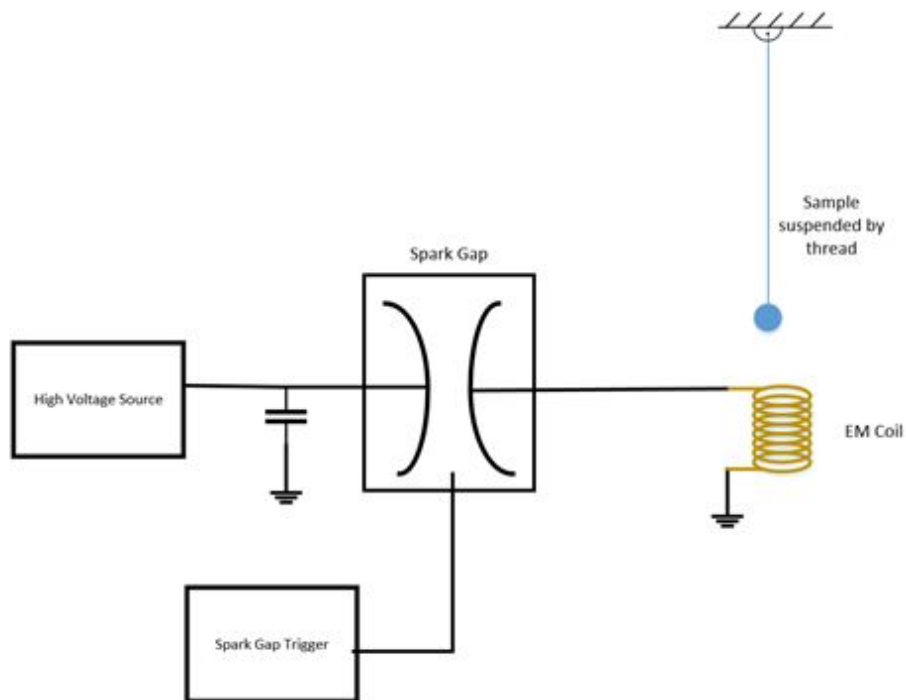 Sample
suspended by
thread
Spark Gap
High Voltage Source
EM Coil
Spark Gap Trigger